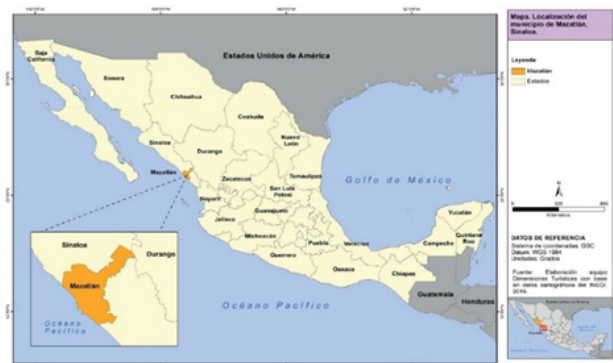 Estados Unidos de América
Baja
California
Sonora
Chihuahua
Coahuila
Nuevo
León
Sinaloa
Durango
Tamaulipas
Mazatlán
Zacatecas
San Luis
Potosí
Nayarit
Golfo de México
Jalisco
Guanajuato
Michoacán
Puebla
Veracruz
Guerrero
Oaxaca
Chiapas
Campeche
Yucatán
Quintana
Roo
Guatemala
Honduras
Océano Pacífico
Sinaloa
Durango
Mazatlán
Océano
Pacífico
Mapa. Localización del
municipio de Mazatlán,
Sinaloa.
Leyenda
Mazatlán
Estados
N
Kilómetros
DATOS DE REFERENCIA
Sistema de coordenadas: GSC
Datum: WGS 1984
Unidades: Grados
Fuente: Elaboración equipo
Dimensiones Turísticas con base
en datos cartográficos del INEGI,